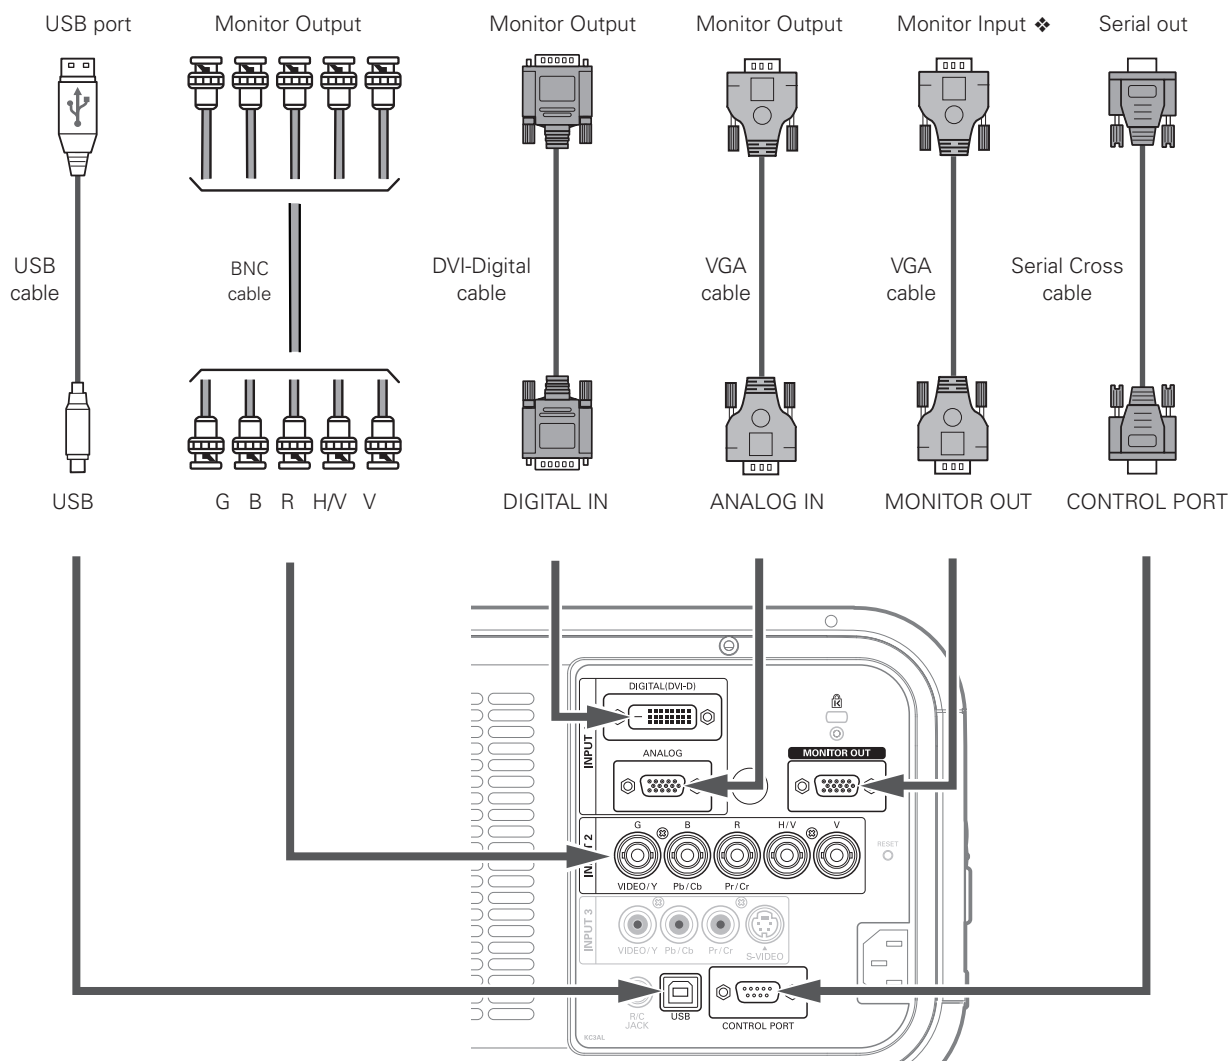 USB port
Monitor Output
Monitor Output
Monitor Output
Monitor Input ❖
Serial out
USB
cable
BNC
cable
DVI-Digital
cable
VGA
cable
VGA
cable
Serial Cross
cable
USB
G B R H/V V
DIGITAL IN
ANALOG IN
MONITOR OUT
CONTROL PORT
INPUT
DIGITAL(DVI-D)
K
ANALOG
MONITOR OUT
G B R H/V V
VIDEO/Y Pb/Cb Pr/Cr
RESET
INPUT 3
VIDEO/Y Pb/Cb Pr/Cr
S-VIDEO
R/C
JACK
USB
CONTROL PORT
KC3AL